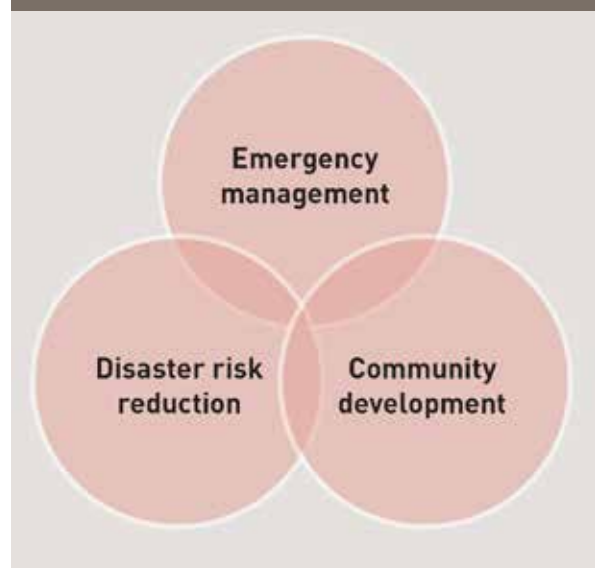 Emergency
management
Disaster risk
reduction
Community
development